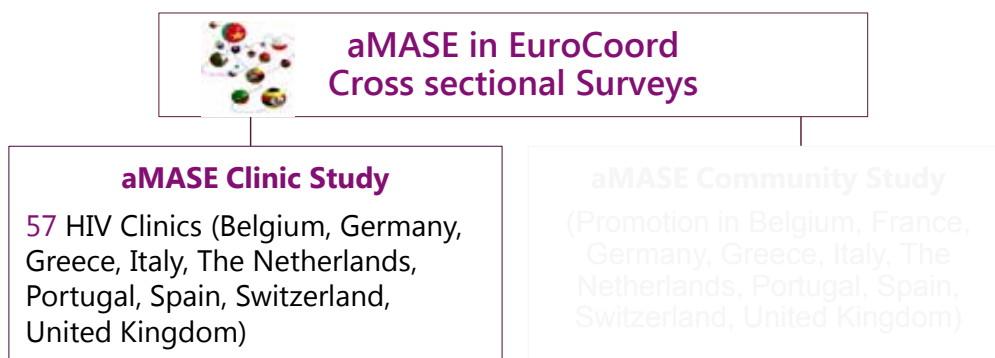 aMASE in EuroCoord
Cross sectional Surveys
aMASE Clinic Study
57 HIV Clinics (Belgium, Germany,
Greece, Italy, The Netherlands,
Portugal, Spain, Switzerland,
United Kingdom)
aMASE Community Study
(Promotion in Belgium, France,
Germany, Greece, Italy, The
Netherlands, Portugal, Spain,
Switzerland, United Kingdom)